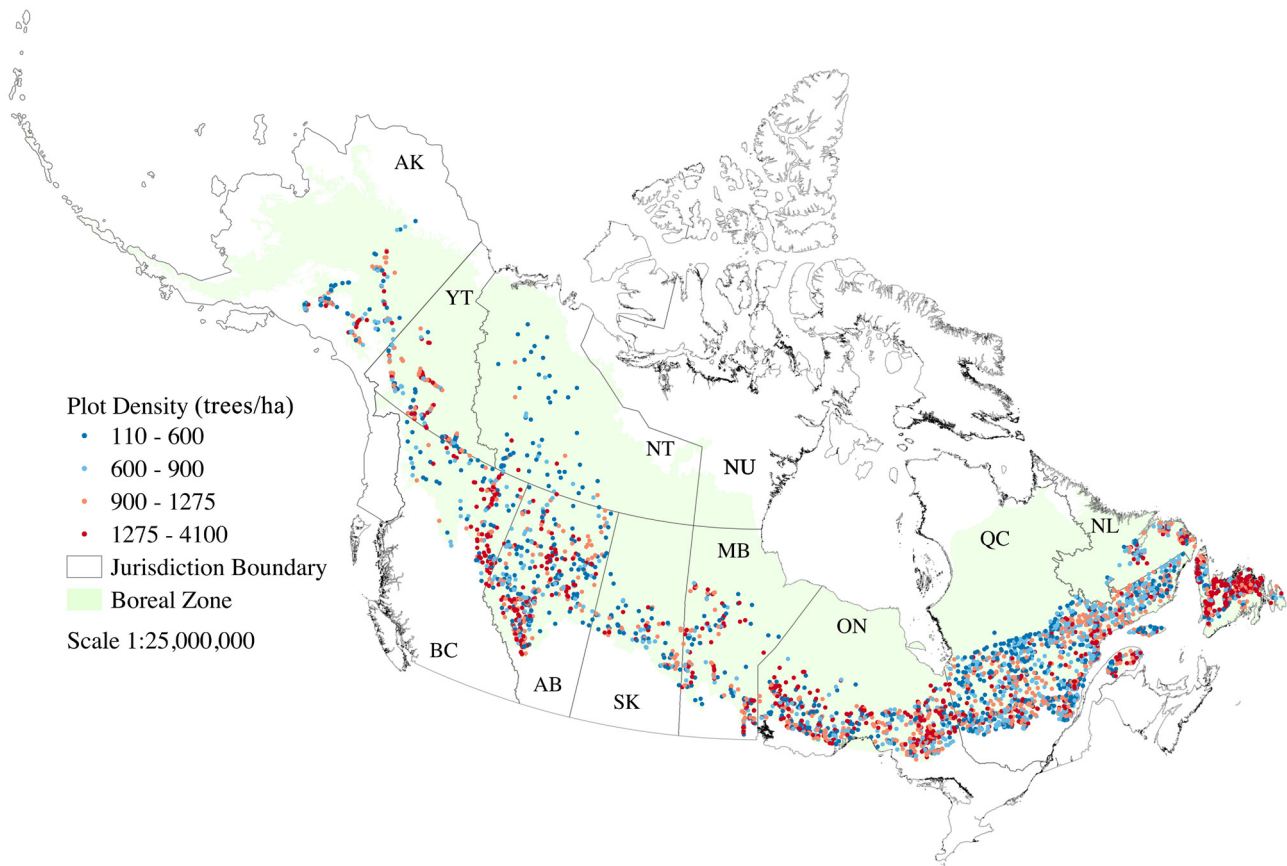 AK
YT
Plot Density (trees/ha)
110 - 600
600 - 900
900 - 1275
1275 - 4100
Jurisdiction Boundary
Boreal Zone
Scale 1:25,000,000
NT
NU
MB
QC
NL
ON
BC
AB
SK